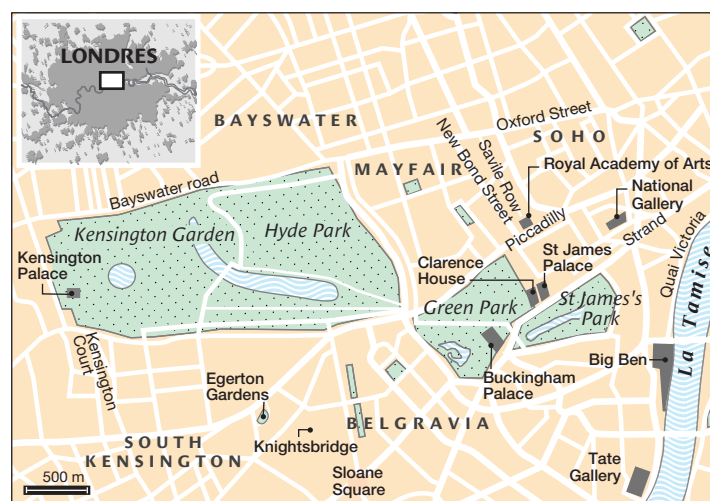 LONDRES
BAYSWATER
Oxford Street
SOHO
Savile Row
New Bond Street
MAYFAIR
Royal Academy of Arts
National
Gallery
Bayswater road
Piccadilly
Strand
Quai Victoria
Kensington Garden
Hyde Park
Kensington
Palace
Clarence
House
St James
Palace
Green Park
St James's
Park
La Tamise
Kensington
Court
Big Ben
Buckingham
Palace
Egerton
Gardens
BELGRAVIA
SOUTH
KENSINGTON
Knightsbridge
Sloane
Square
Tate
Gallery
500 m